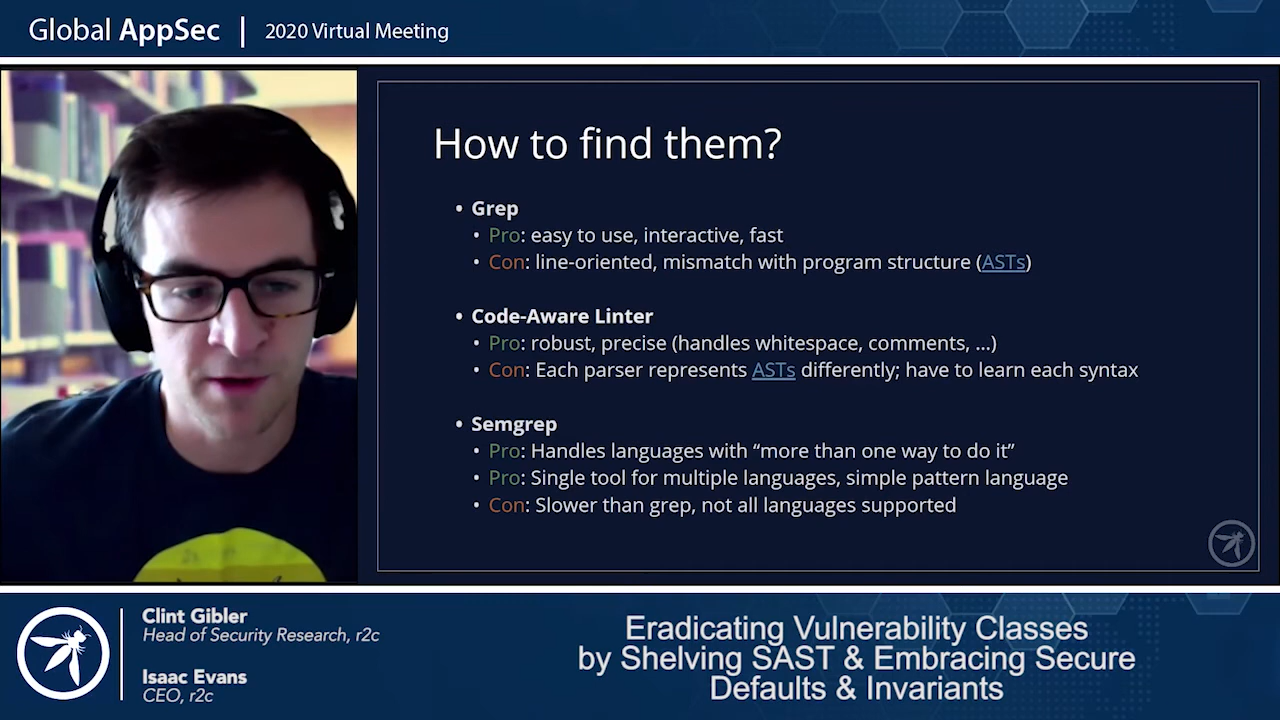 Global AppSec | 2020 Virtual Meeting
How to find them?
• Grep
• Pro: easy to use, interactive, fast
• Con: line-oriented, mismatch with program structure (ASTs)
• Code-Aware Linter
• Pro: robust, precise (handles whitespace, comments, …)
• Con: Each parser represents ASTs differently; have to learn each syntax
• Semgrep
• Pro: Handles languages with “more than one way to do it”
• Pro: Single tool for multiple languages, simple pattern language
• Con: Slower than grep, not all languages supported
Clint Gibler
Head of Security Research, r2c
Isaac Evans
CEO, r2c
Eradicating Vulnerability Classes
by Shelving SAST & Embracing Secure
Defaults & Invariants